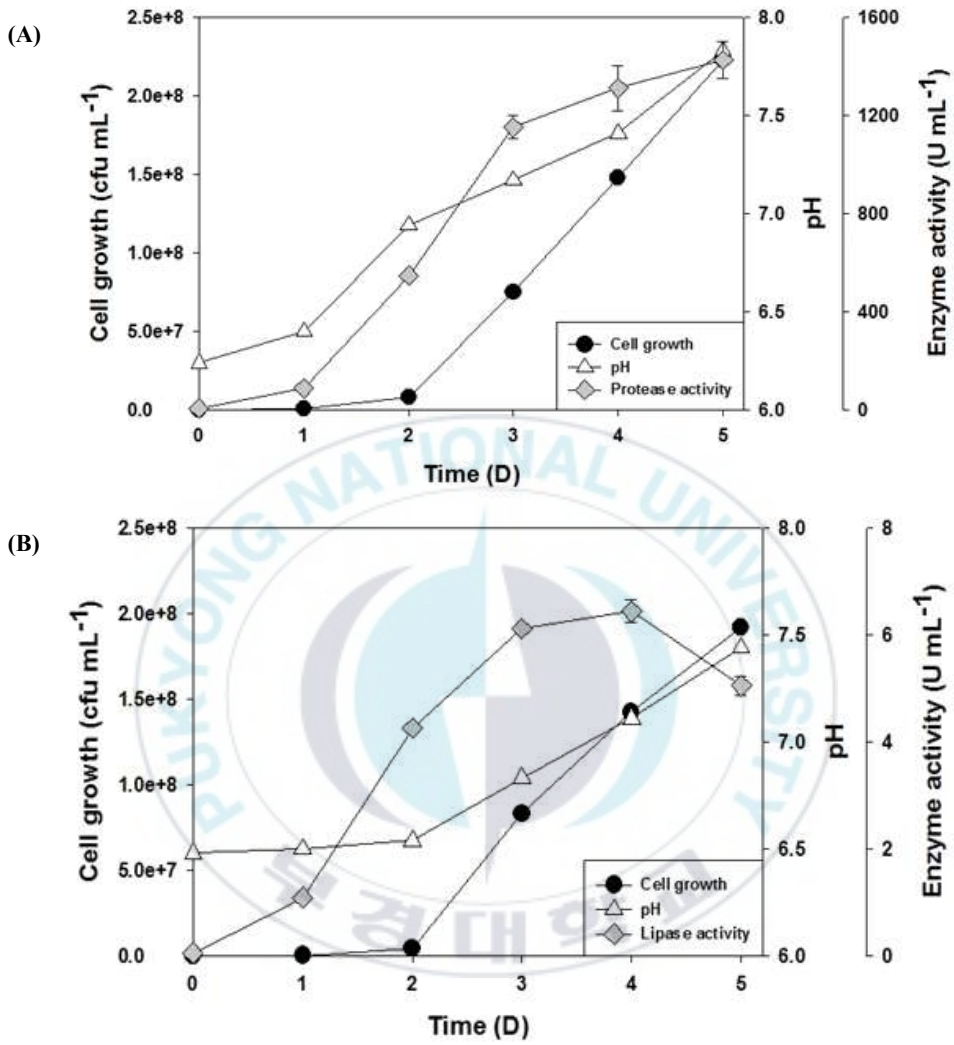 (A)
Cell growth (cfu mL-1)
2.5e+8
2.0e+8
1.5e+8
1.0e+8
5.0e+7
0.0
0 1 2 3 4 5
Time (D)
8.0
7.5
7.0
6.5
6.0
pH
1600
1200
800
400
0
Enzyme activity (U mL-1)
Cell growth
pH
Protease activity
(B)
Cell growth (cfu mL-1)
2.5e+8
2.0e+8
1.5e+8
1.0e+8
5.0e+7
0.0
0 1 2 3 4 5
Time (D)
8.0
7.5
7.0
6.5
6.0
pH
8
6
4
2
0
Enzyme activity (U mL-1)
Cell growth
pH
Lipase activity
PUKYONG NATIONAL UNIVERSITY
부경대학교